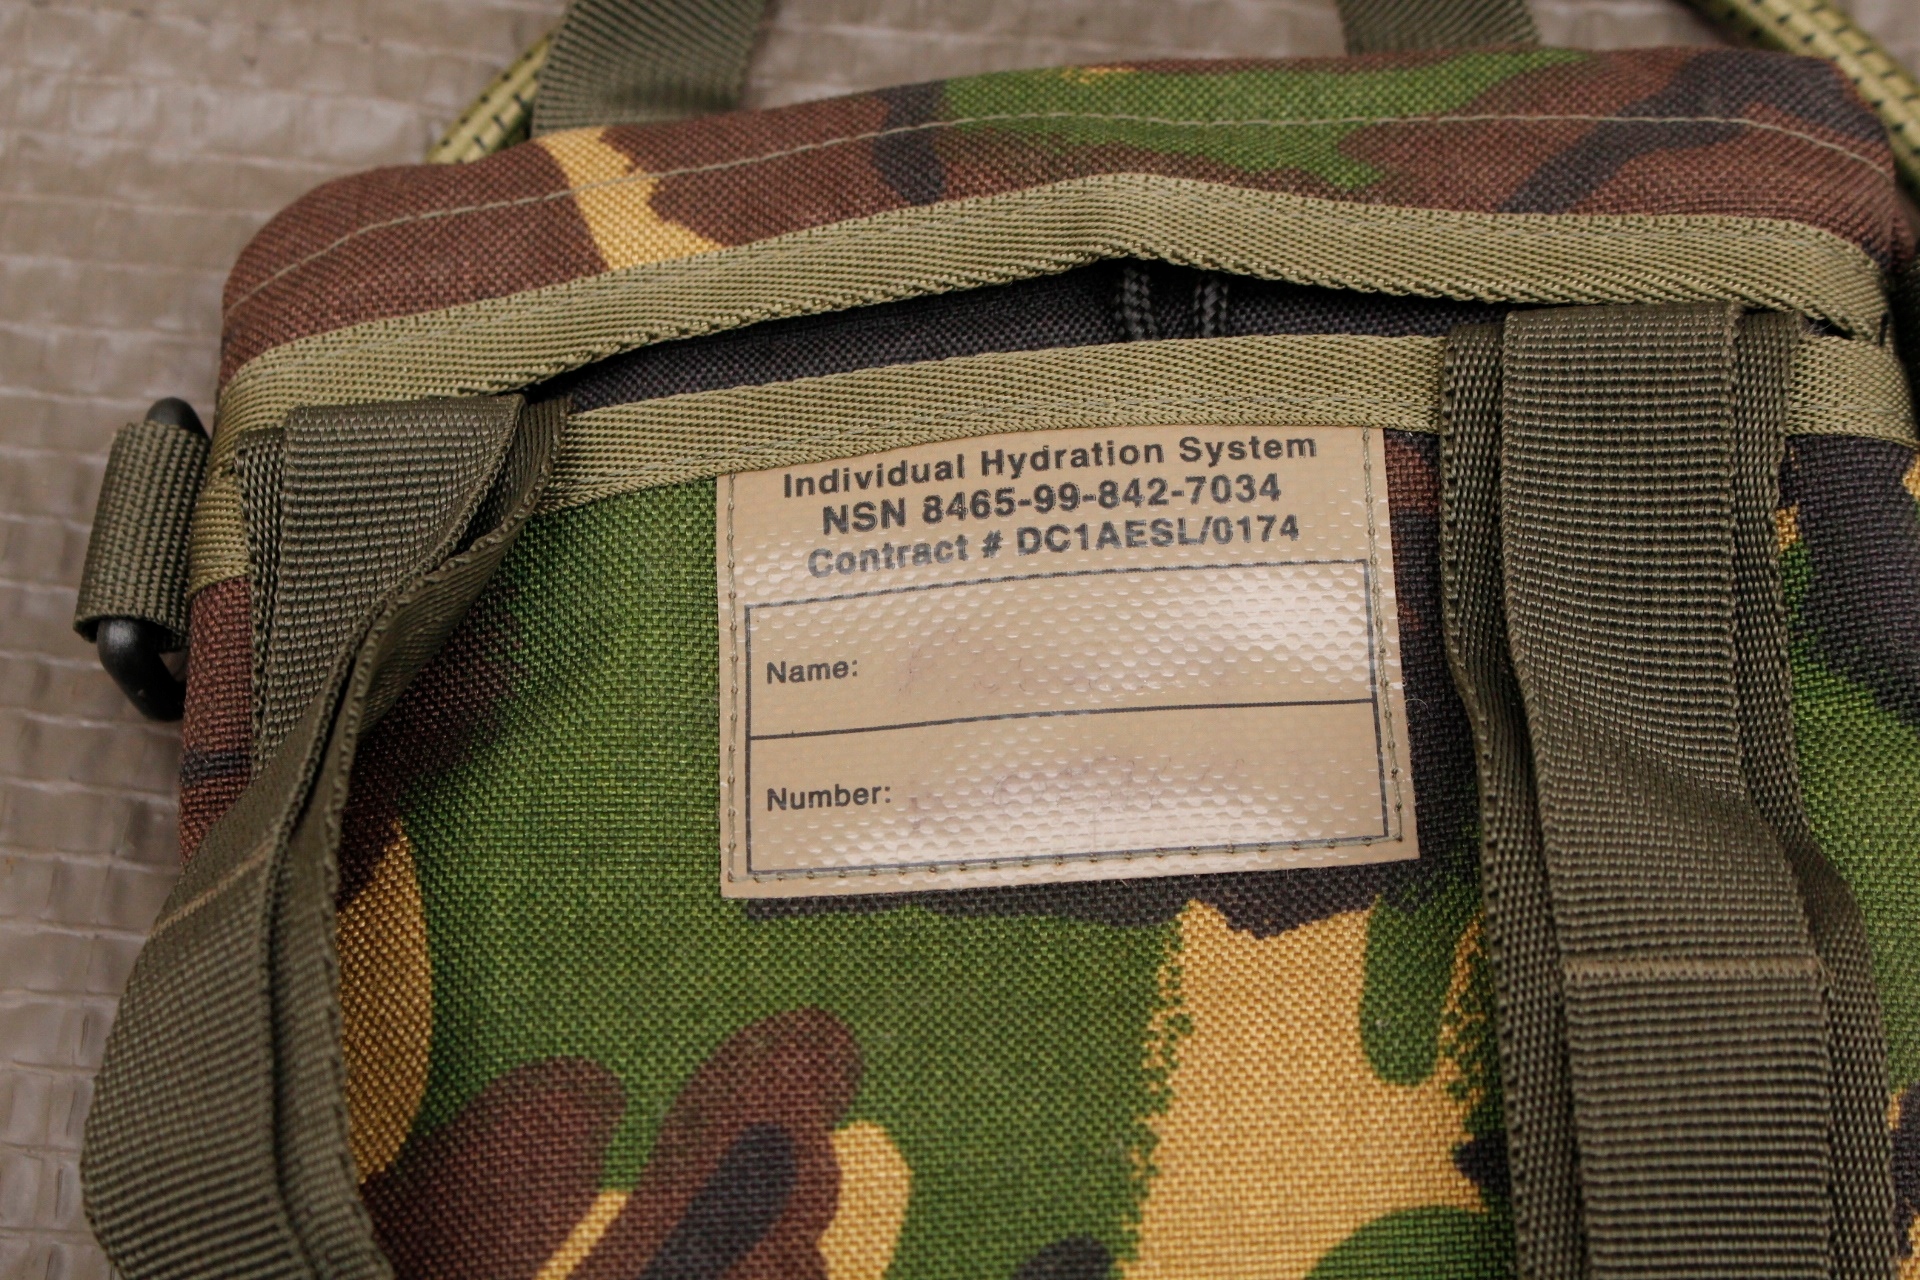 Individual Hydration System
NSN 8465-99-842-7034
Contract # DC1AESL/0174
Name:
Number: